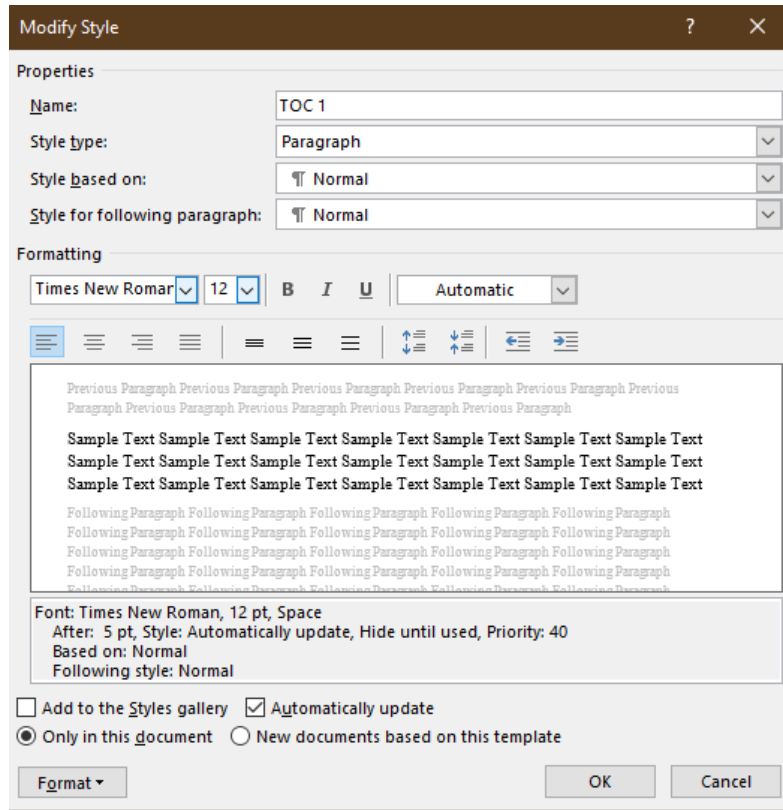 Modify Style ? ×
Properties
Name: TOC 1
Style type: Paragraph
Style based on: ¶ Normal
Style for following paragraph: ¶ Normal
Formatting
Times New Roman 12 B I U Automatic
Previous Paragraph Previous Paragraph Previous Paragraph Previous Paragraph Previous Paragraph Previous
Paragraph Previous Paragraph Previous Paragraph Previous Paragraph Previous Paragraph
Sample Text Sample Text Sample Text Sample Text Sample Text Sample Text Sample Text
Sample Text Sample Text Sample Text Sample Text Sample Text Sample Text Sample Text
Sample Text Sample Text Sample Text Sample Text Sample Text Sample Text Sample Text
Following Paragraph Following Paragraph Following Paragraph Following Paragraph Following Paragraph
Following Paragraph Following Paragraph Following Paragraph Following Paragraph Following Paragraph
Following Paragraph Following Paragraph Following Paragraph Following Paragraph Following Paragraph
Following Paragraph Following Paragraph Following Paragraph Following Paragraph Following Paragraph
Font: Times New Roman, 12 pt, Space
After: 5 pt, Style: Automatically update, Hide until used, Priority: 40
Based on: Normal
Following style: Normal
Add to the Styles gallery Automatically update
Only in this document New documents based on this template
Format OK Cancel